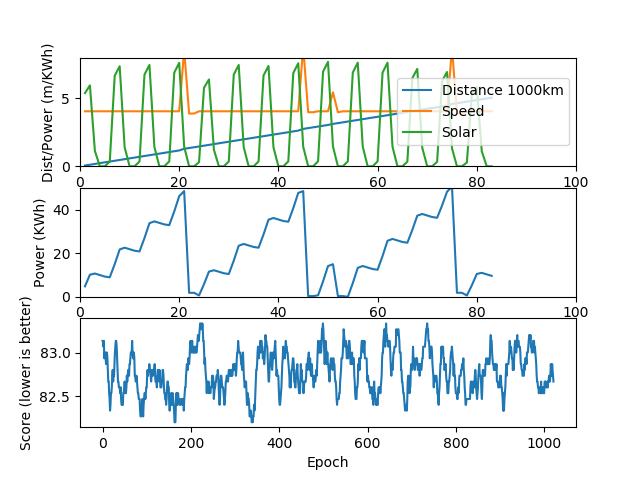 Dist/Power (m/KWh)
5
0
Distance 1000km
Speed
Solar
0 20 40 60 80 100
Power (KWh)
40
20
0
0 20 40 60 80 100
Score (lower is better)
83.0
82.5
0 200 400 600 800 1000
Epoch